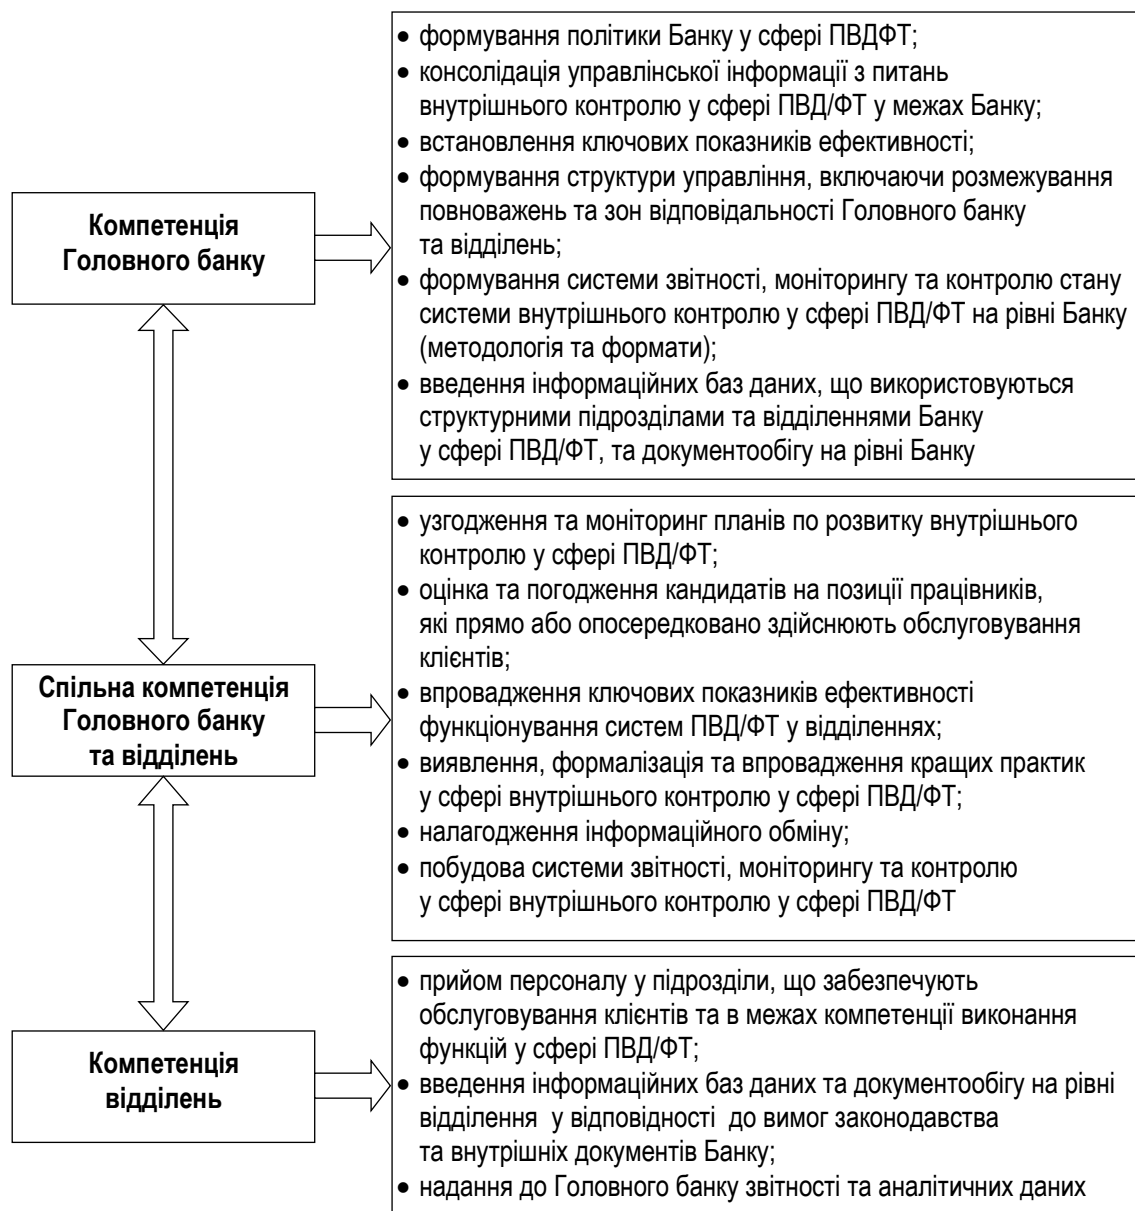 • формування політики Банку у сфері ПВДФТ;
• консолідація управлінської інформації з питань
внутрішнього контролю у сфері ПВД/ФТ у межах Банку;
• встановлення ключових показників ефективності;
• формування структури управління, включаючи розмежування
повноважень та зон відповідальності Головного банку
та відділень;
• формування системи звітності, моніторингу та контролю стану
системи внутрішнього контролю у сфері ПВД/ФТ на рівні Банку
(методологія та формати);
• введення інформаційних баз даних, що використовуються
структурними підрозділами та відділеннями Банку
у сфері ПВД/ФТ, та документообігу на рівні Банку
Компетенція
Головного банку
• узгодження та моніторинг планів по розвитку внутрішнього
контролю у сфері ПВД/ФТ;
• оцінка та погодження кандидатів на позиції працівників,
які прямо або опосередковано здійснюють обслуговування
клієнтів;
• впровадження ключових показників ефективності
функціонування систем ПВД/ФТ у відділеннях;
• виявлення, формалізація та впровадження кращих практик
у сфері внутрішнього контролю у сфері ПВД/ФТ;
• налагодження інформаційного обміну;
• побудова системи звітності, моніторингу та контролю
у сфері внутрішнього контролю у сфері ПВД/ФТ
Спільна компетенція
Головного банку
та відділень
• прийом персоналу у підрозділи, що забезпечують
обслуговування клієнтів та в межах компетенції виконання
функцій у сфері ПВД/ФТ;
• введення інформаційних баз даних та документообігу на рівні
відділення у відповідності до вимог законодавства
та внутрішніх документів Банку;
• надання до Головного банку звітності та аналітичних даних
Компетенція
відділень